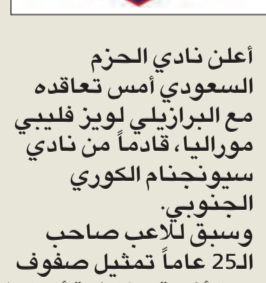 أعلن نادي الحزم
السعودي أمس تعاقده
مع البرازيلي لويز فليبي
موراليا، قادماً من نادي
سيونجنام الكوري
الجنوبي.
وسبق للاعب صاحب
الـ25 عاماً تمثيل صفوف